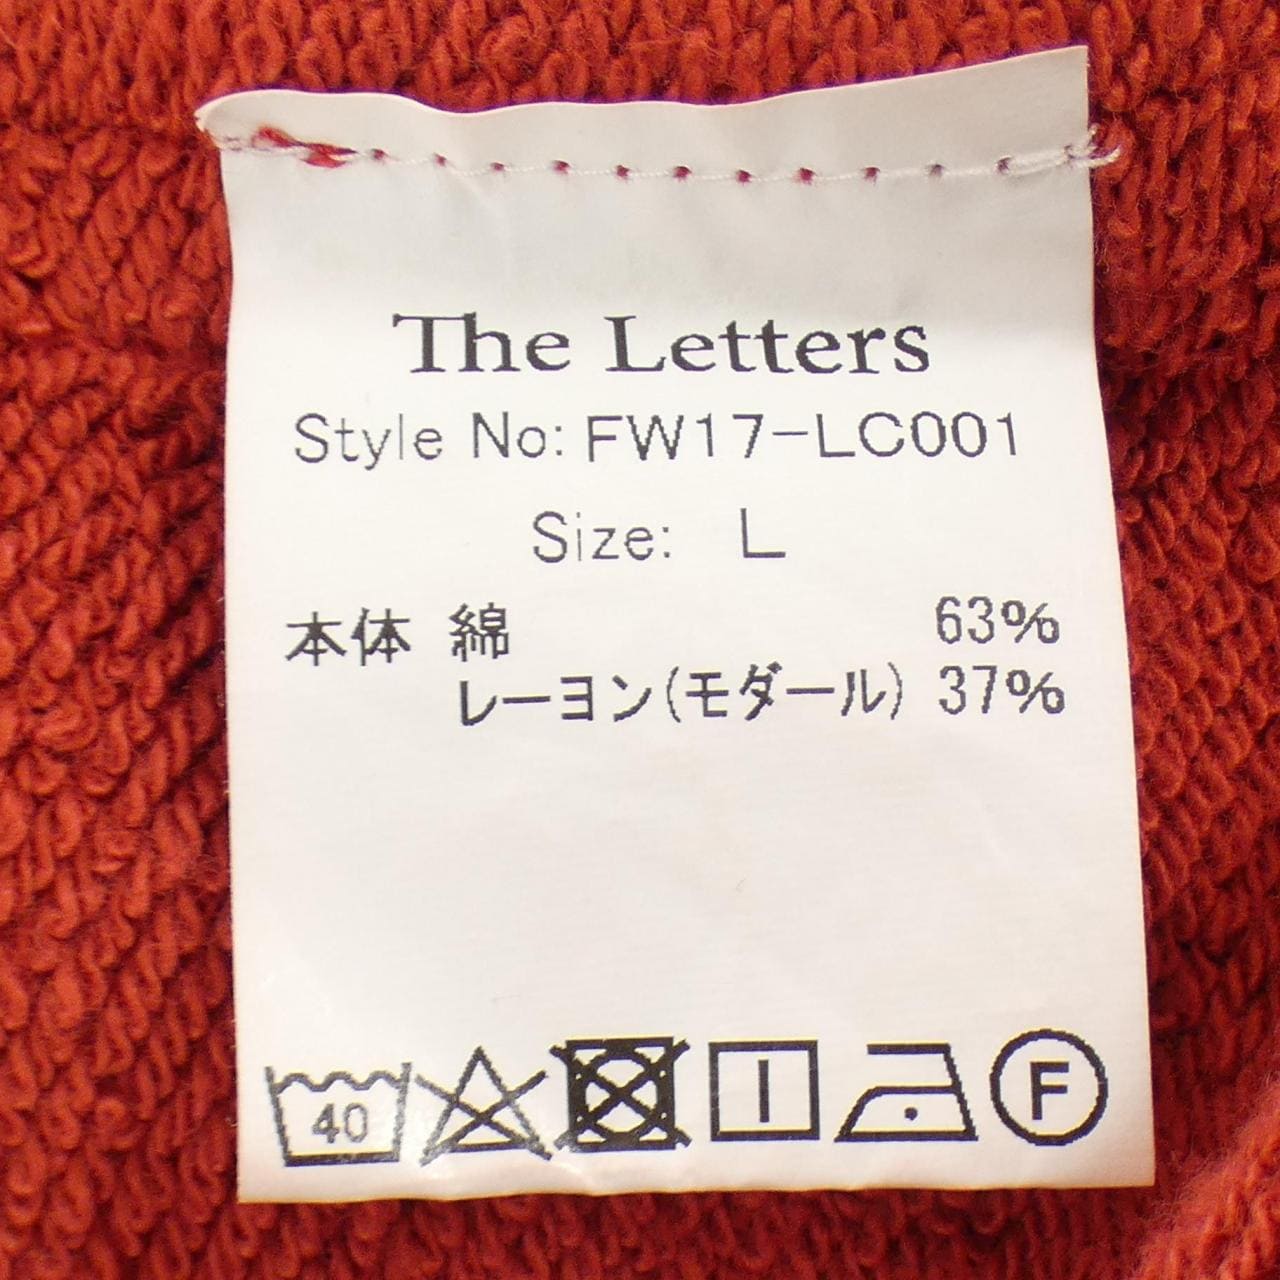 The Letters
Style No: FW17-LC001
Size: L
本体 綿 63%
レーヨン(モダール) 37%
40 F